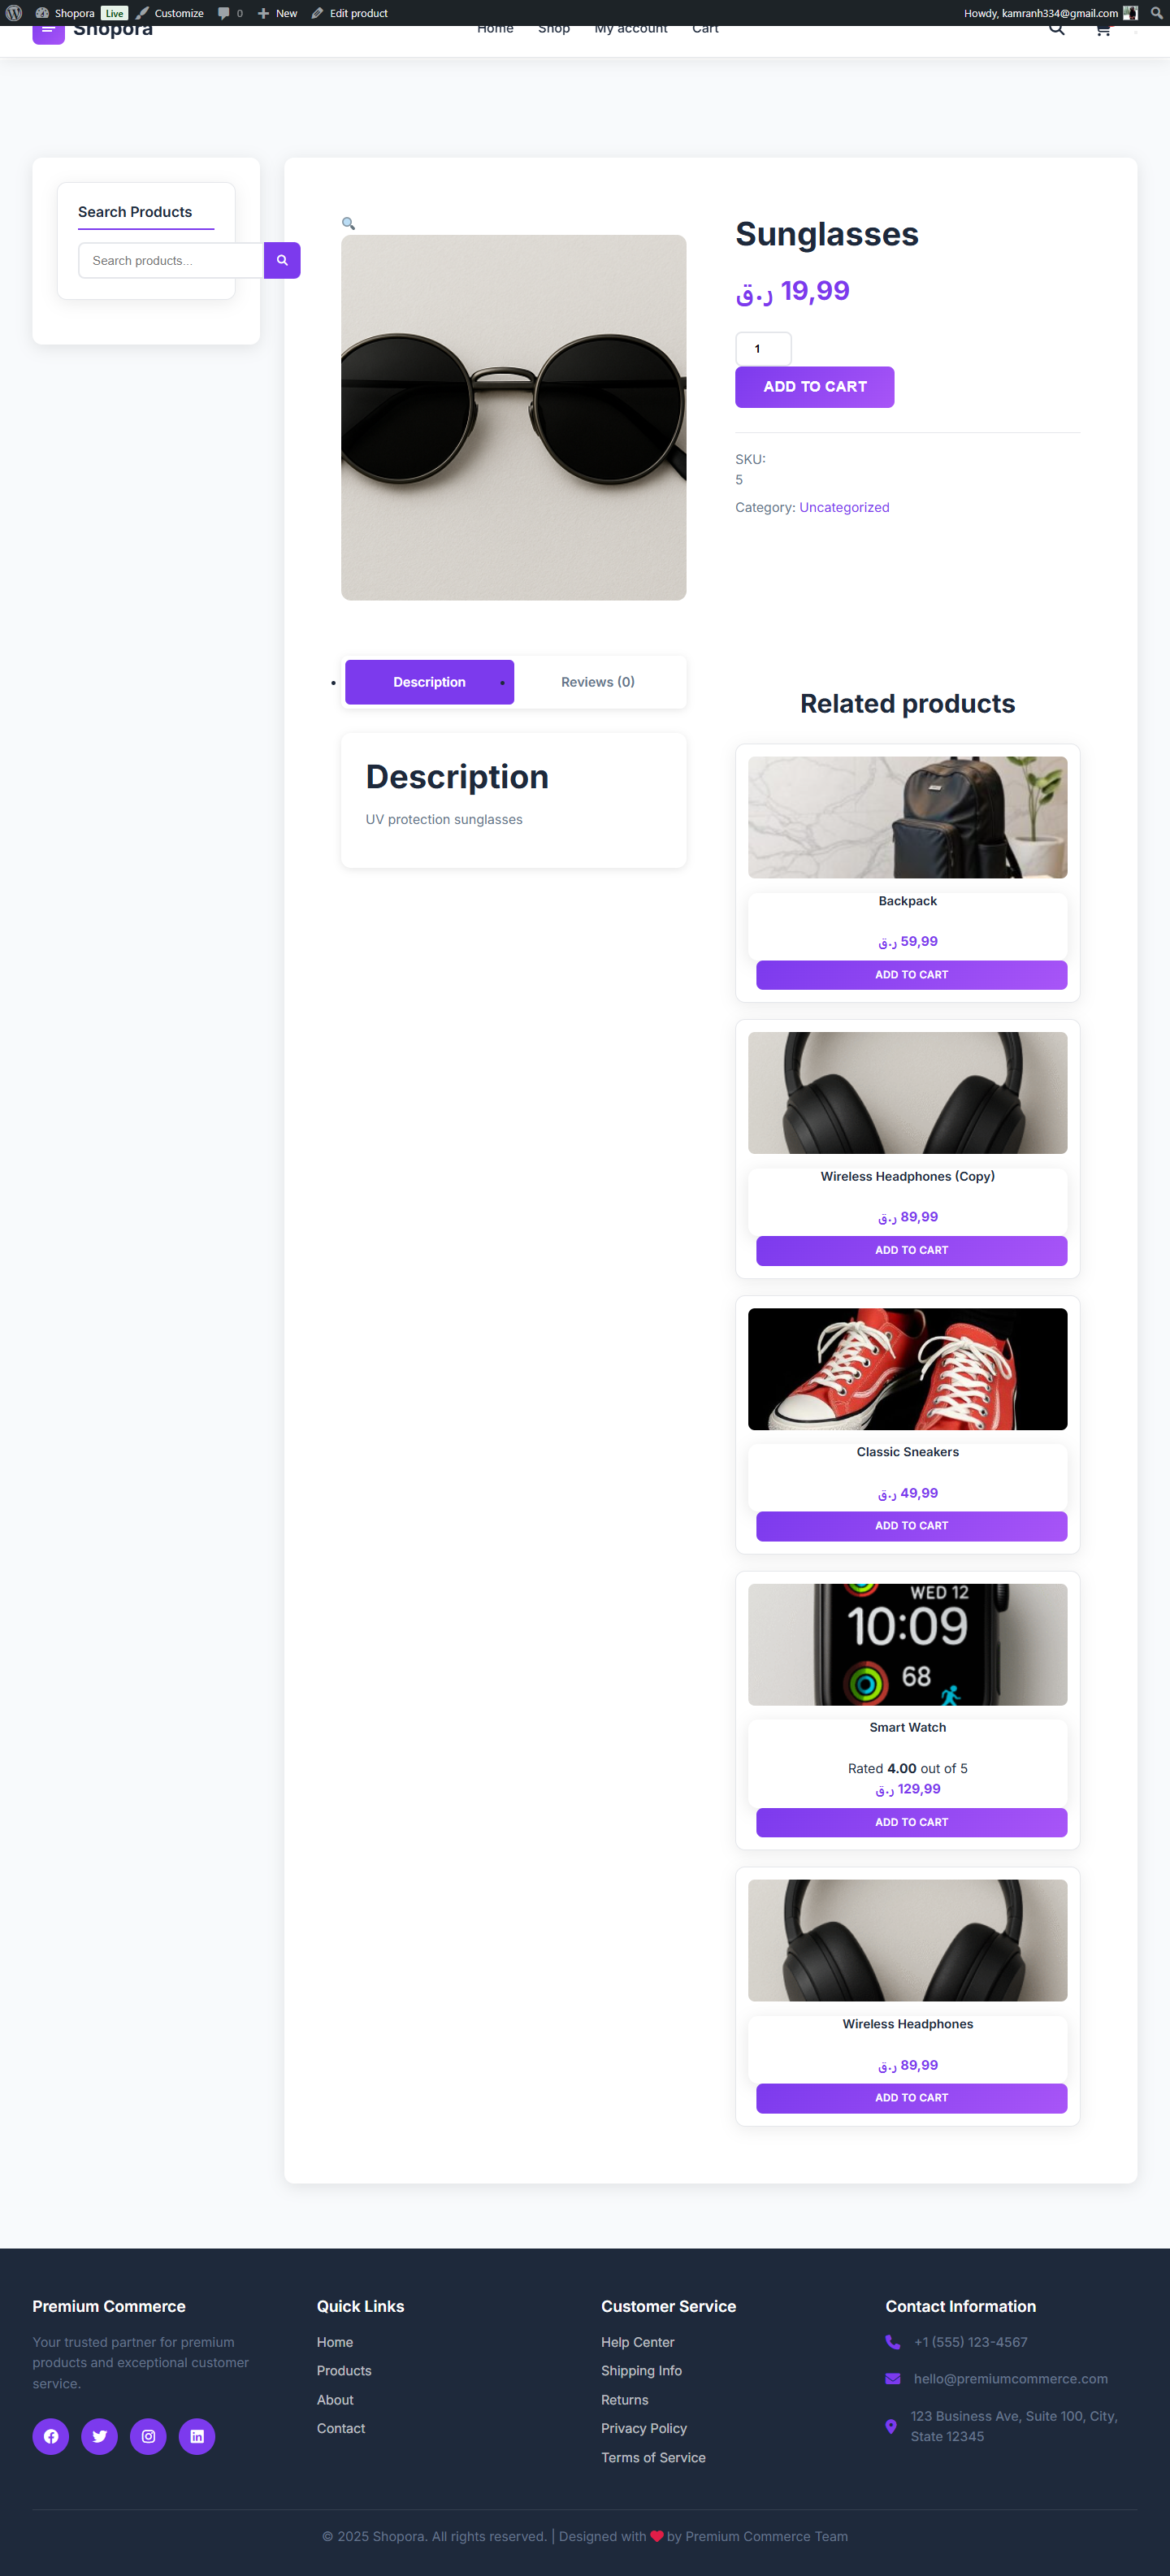 Shopora Live Customize 0 New Edit product Howdy, kamranh334@gmail.com
Shopora Home Shop My account Cart
Search Products
Search products...
Sunglasses
ر.ق 19,99
1
ADD TO CART
SKU:
5
Category: Uncategorized
Description Reviews (0)
Description
UV protection sunglasses
Related products
Backpack
ر.ق 59,99
ADD TO CART
Wireless Headphones (Copy)
ر.ق 89,99
ADD TO CART
Classic Sneakers
ر.ق 49,99
ADD TO CART
WED 12
10:09
68
Smart Watch
Rated 4.00 out of 5
ر.ق 129,99
ADD TO CART
Wireless Headphones
ر.ق 89,99
ADD TO CART
Premium Commerce
Your trusted partner for premium
products and exceptional customer
service.
Quick Links
Home
Products
About
Contact
Customer Service
Help Center
Shipping Info
Returns
Privacy Policy
Terms of Service
Contact Information
+1 (555) 123-4567
hello@premiumcommerce.com
123 Business Ave, Suite 100, City,
State 12345
© 2025 Shopora. All rights reserved. | Designed with ❤ by Premium Commerce Team